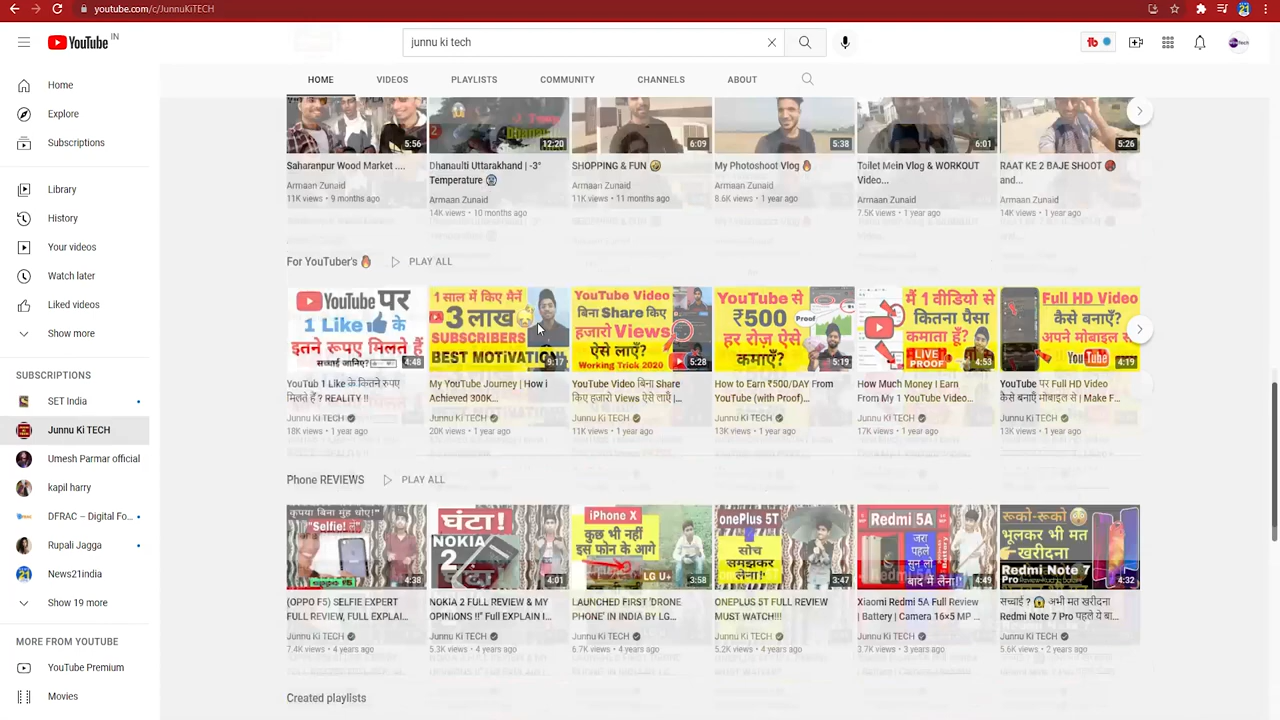 youtube.com/c/JunnuKiTECH
YouTube IN
junnu ki tech
Home
Explore
Subscriptions
Library
History
Your videos
Watch later
Liked videos
Show more
SUBSCRIPTIONS
SET India
Junnu Ki TECH
Umesh Parmar official
kapil harry
DFRAC – Digital Fo...
Rupali Jagga
News21india
Show 19 more
MORE FROM YOUTUBE
YouTube Premium
Movies
HOME VIDEOS PLAYLISTS COMMUNITY CHANNELS ABOUT
5:56 12:20 6:09 5:38 6:01 5:26
Saharanpur Wood Market ....
Armaan Zunaid
11K views • 9 months ago
Dhanaulti Uttarakhand | -3°
Temperature 🥶
Armaan Zunaid
14K views • 10 months ago
SHOPPING & FUN
Armaan Zunaid
11K views • 11 months ago
My Photoshoot Vlog🔥
Armaan Zunaid
8.6K views • 1 year ago
Toilet Mein Vlog & WORKOUT
Video...
Armaan Zunaid
7.5K views • 1 year ago
RAAT KE 2 BAJE SHOOT
and...
Armaan Zunaid
14K views • 1 year ago
For YouTuber's 🔥 PLAY ALL
YouTube पर
1 Like 👍 के
इतने रूपए मिलते हैं
सच्चाई जानिए?
4:48
YouTub 1 Like के कितने रुपए
मिलते हैं ? REALITY !!
Junnu Ki TECH
18K views • 1 year ago
1 साल में किए मैनें
3 लाख
SUBSCRIBERS
BEST MOTiVATiON
9:17
My YouTube Journey | How i
Achieved 300K...
Junnu Ki TECH
20K views • 1 year ago
YouTube Video
बिना Share किए
हजारो Views
ऐसे लाएँ?
Working Trick 2020
5:28
YouTube Video बिना Share
किए हजारो Views ऐसे लाएँ |...
Junnu Ki TECH
11K views • 1 year ago
YouTube से
₹500 Proof
हर रोज़ ऐसे
कमाएँ?
5:19
How to Earn ₹500/DAY From
YouTube (with Proof)...
Junnu Ki TECH
13K views • 1 year ago
मैं 1 वीडियो से
कितना पैसा
कमाता हूँ?
LIVE
PROOF
4:53
How Much Money I Earn
From My 1 YouTube Video...
Junnu Ki TECH
17K views • 1 year ago
Full HD Video
कैसे बनाएँ?
अपने मोबाइल से
YouTube
4:19
YouTube पर Full HD Video
कैसे बनाएँ मोबाइल से | Make F...
Junnu Ki TECH
13K views • 1 year ago
Phone REVIEWS PLAY ALL
कृपया बिना मुंह धोए!
"Selfie! ले"
4:38
(OPPO F5) SELFIE EXPERT
FULL REVIEW, FULL EXPLAI...
Junnu Ki TECH
7.4K views • 4 years ago
घंटा!
NOKIA
2
4:01
NOKIA 2 FULL REVIEW & MY
OPiNiONS !!" Full EXPLAIN I...
Junnu Ki TECH
5.3K views • 4 years ago
iPhone X
कुछ भी नहीं
इस फोन के आगे
LG U+
3:58
LAUNCHED FIRST 'DRONE
PHONE' IN INDIA BY LG...
Junnu Ki TECH
6.7K views • 4 years ago
onePlus 5T
सोच
समझकर
लेना!
3:47
ONEPLUS 5T FULL REVIEW
MUST WATCH!!!
Junnu Ki TECH
5.2K views • 4 years ago
Redmi 5A
जरा
पहले
सुन लो
बाद में लेना!
4:49
Xiaomi Redmi 5A Full Review
| Battery | Camera 16×5 MP ...
Junnu Ki TECH
3.7K views • 3 years ago
रूको-रूको
भूलकर भी मत
खरीदना
Redmi Note 7
Pro
4:32
सच्चाई ? 😱 अभी मत खरीदना
Redmi Note 7 Pro पहले ये बा...
Junnu Ki TECH
5.6K views • 2 years ago
Created playlists